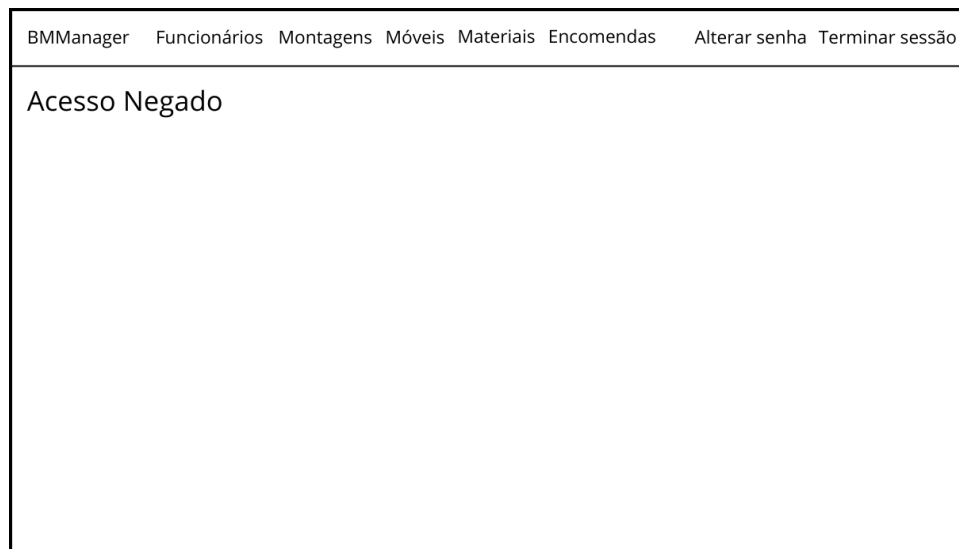 BMManager Funcionários Montagens Móveis Materiais Encomendas Alterar senha Terminar sessão
Acesso Negado